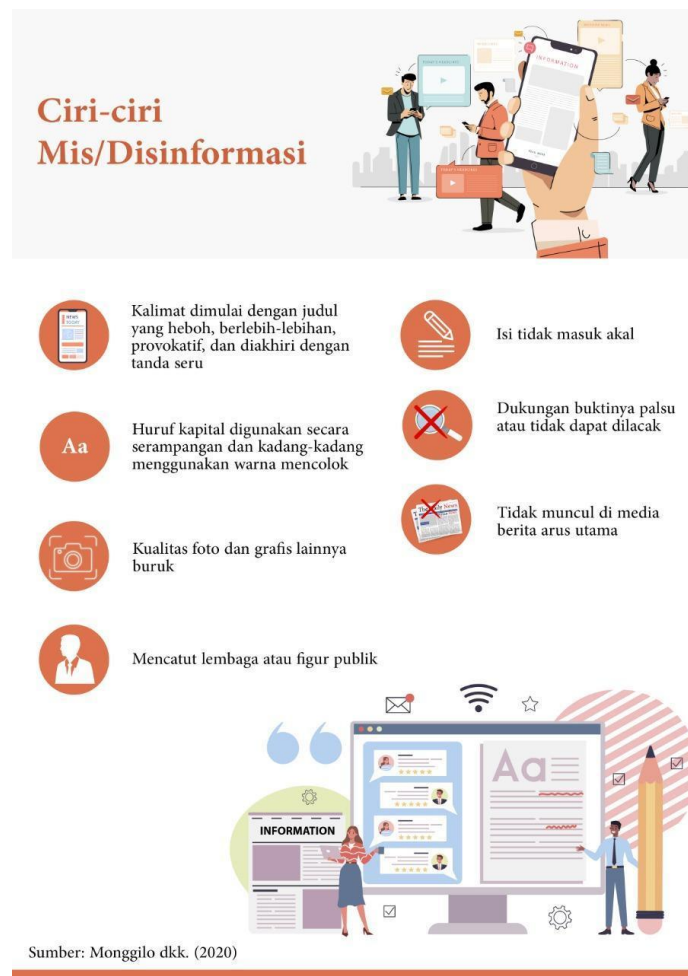 Ciri-ciri
Mis/Disinformasi
INFORMATION
Kalimat dimulai dengan judul
yang heboh, berlebih-lebihan,
provokatif, dan diakhiri dengan
tanda seru
Aa
Huruf kapital digunakan secara
serampangan dan kadang-kadang
menggunakan warna mencolok
Kualitas foto dan grafis lainnya
buruk
Mencatut lembaga atau figur publik
Isi tidak masuk akal
Dukungan buktinya palsu
atau tidak dapat dilacak
Tidak muncul di media
berita arus utama
INFORMATION
Aa
Sumber: Monggilo dkk. (2020)